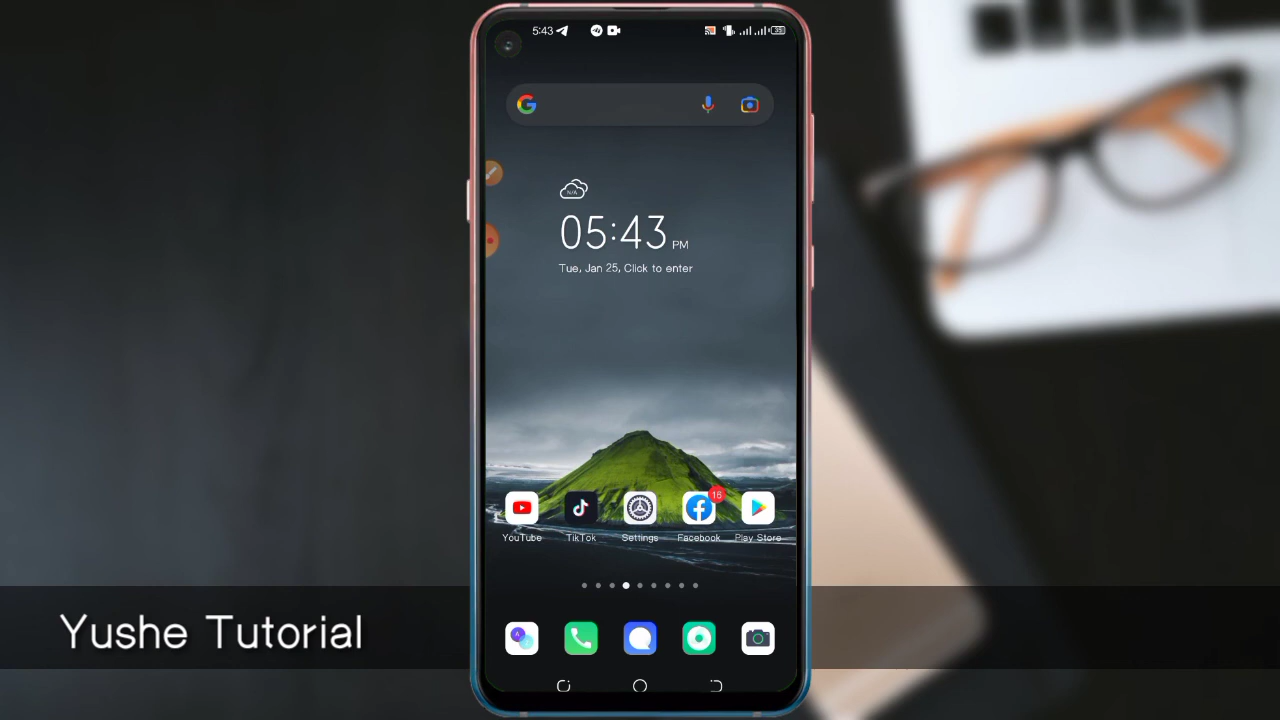 5:43
39
N/A
05:43 PM
Tue, Jan 25, Click to enter
18
YouTube TikTok Settings Facebook Play Store
Yushe Tutorial